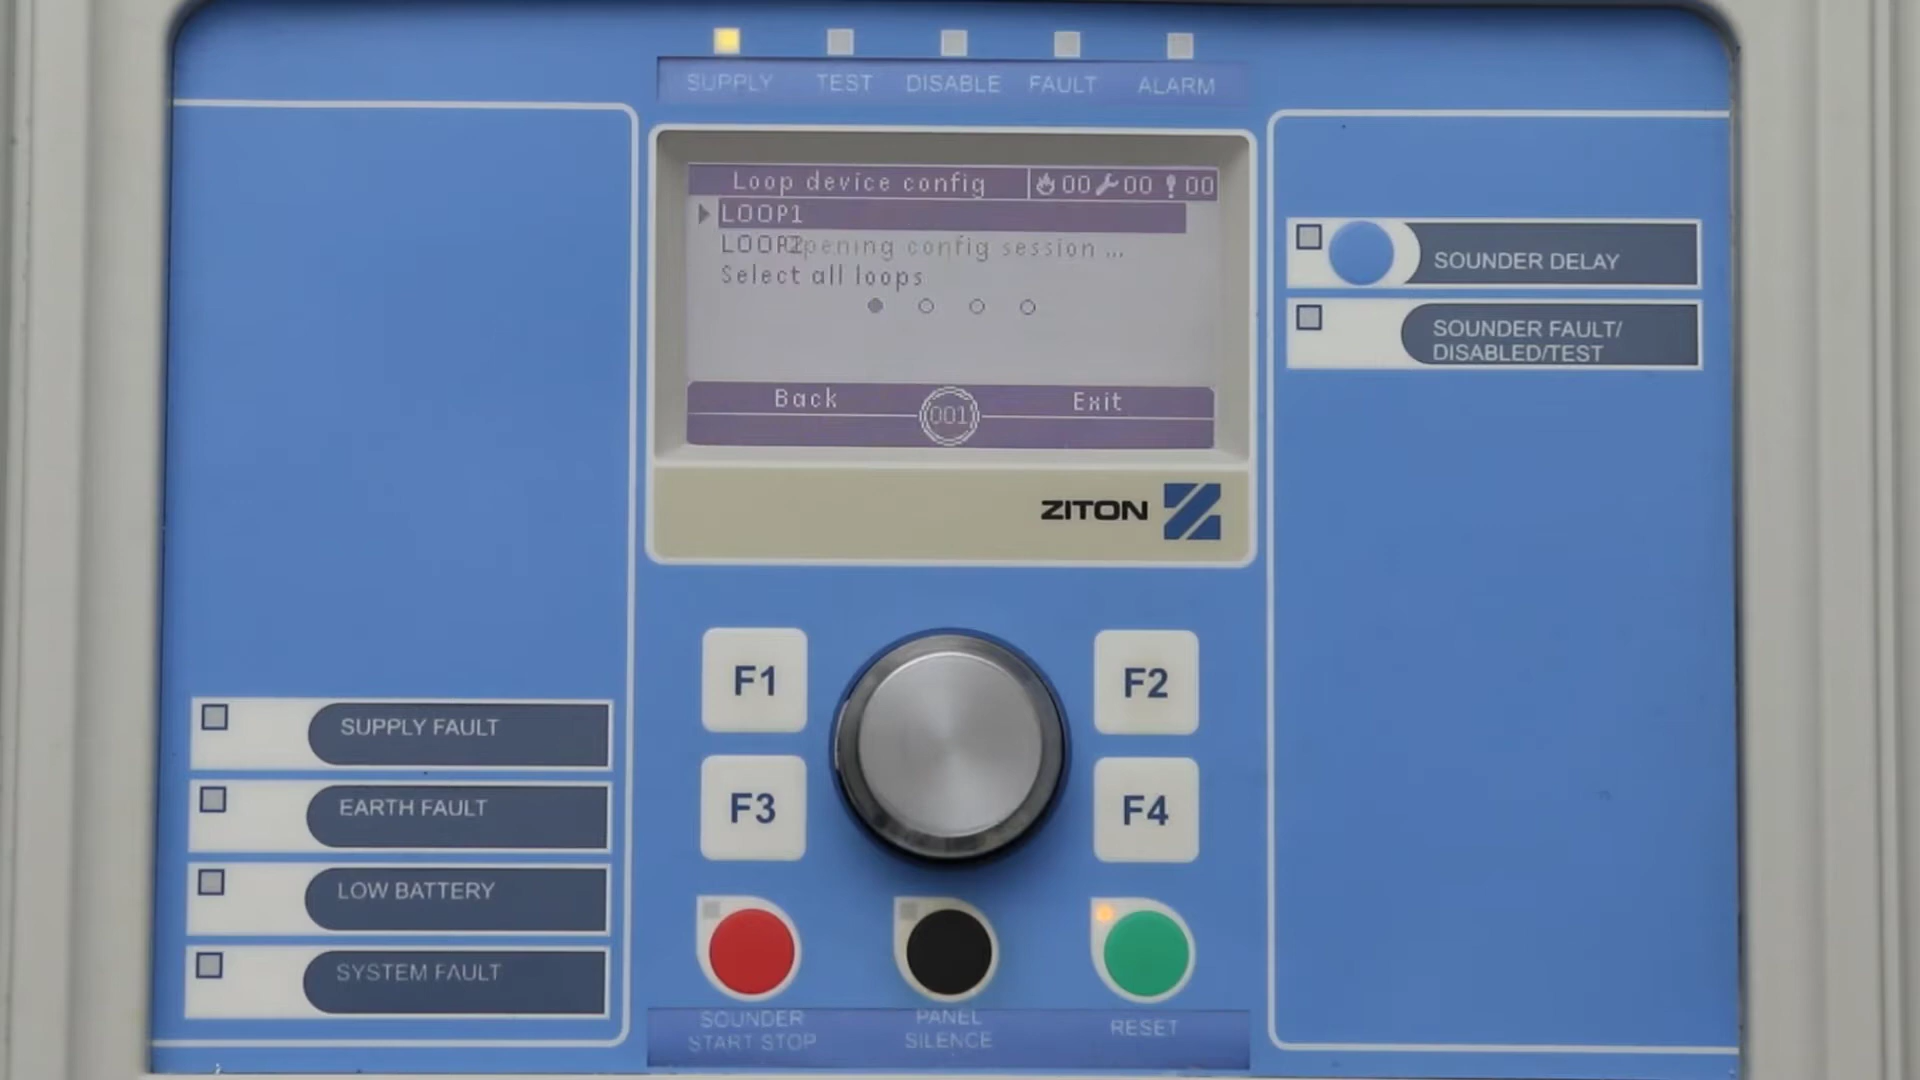 SUPPLY TEST DISABLE FAULT ALARM
Loop device config 00 00 00
LOOP1
LOOP2
Opening config session ...
Select all loops
Back 001 Exit
ZITON
SOUNDER DELAY
SOUNDER FAULT/
DISABLED/TEST
F1 F2
F3 F4
SUPPLY FAULT
EARTH FAULT
LOW BATTERY
SYSTEM FAULT
SOUNDER
START STOP
PANEL
SILENCE
RESET